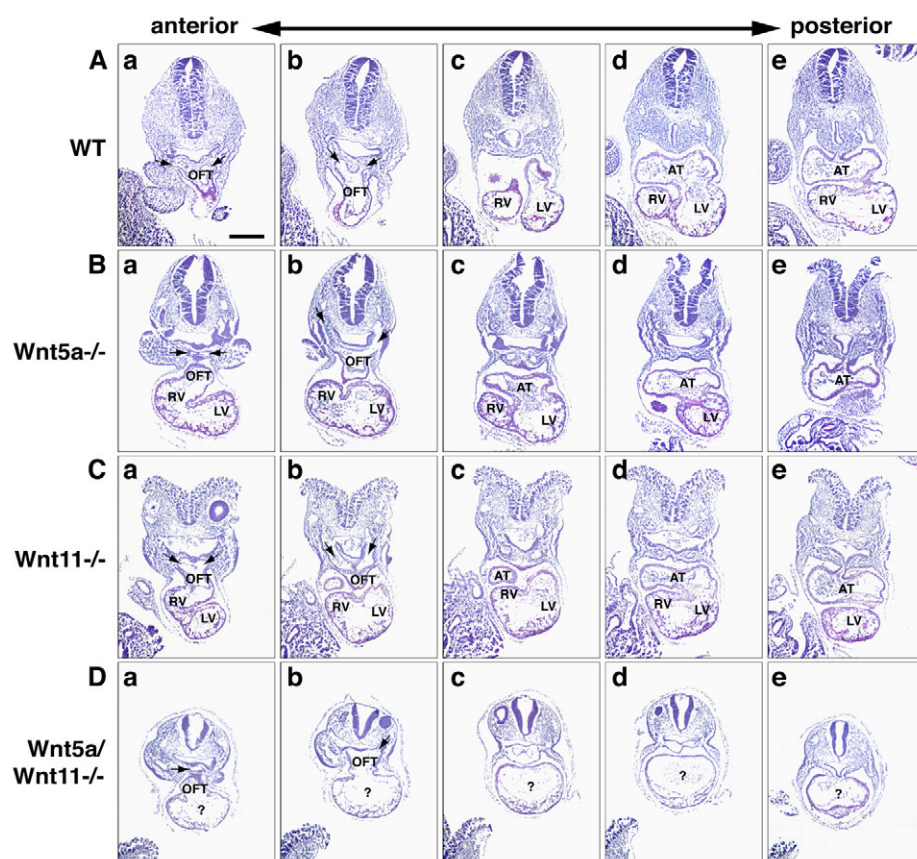 anterior posterior
A a b c d e
WT
OFT OFT RV LV AT RV LV AT RV LV
B a b c d e
Wnt5a-/-
OFT RV LV OFT RV LV AT RV LV AT LV AT
C a b c d e
Wnt11-/-
OFT RV LV OFT RV LV AT RV LV AT RV LV AT LV
D a b c d e
Wnt5a/
Wnt11-/-
OFT ? OFT ? ? ? ?